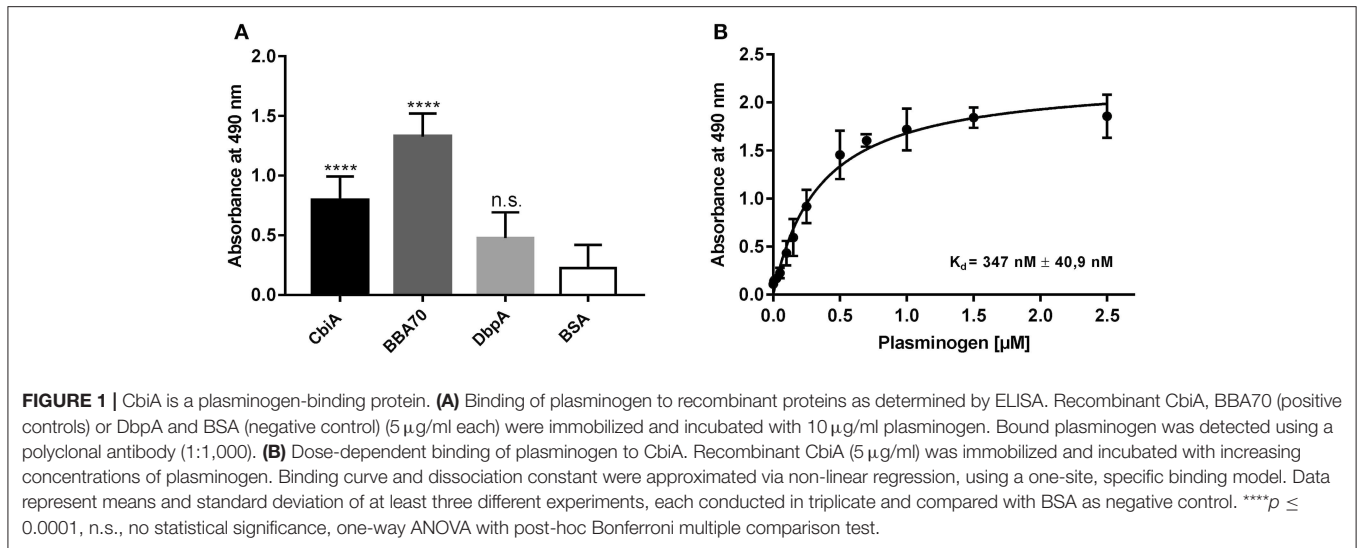 A
2.0
1.5
1.0
0.5
0.0
Absorbance at 490 nm
****
****
n.s.
CbiA
BBA70
DbpA
BSA
B
2.5
2.0
1.5
1.0
0.5
0.0
Absorbance at 490 nm
Kd = 347 nM ± 40,9 nM
0.0 0.5 1.0 1.5 2.0 2.5
Plasminogen [µM]
FIGURE 1 | CbiA is a plasminogen-binding protein. (A) Binding of plasminogen to recombinant proteins as determined by ELISA. Recombinant CbiA, BBA70 (positive
controls) or DbpA and BSA (negative control) (5 µg/ml each) were immobilized and incubated with 10 µg/ml plasminogen. Bound plasminogen was detected using a
polyclonal antibody (1:1,000). (B) Dose-dependent binding of plasminogen to CbiA. Recombinant CbiA (5 µg/ml) was immobilized and incubated with increasing
concentrations of plasminogen. Binding curve and dissociation constant were approximated via non-linear regression, using a one-site, specific binding model. Data
represent means and standard deviation of at least three different experiments, each conducted in triplicate and compared with BSA as negative control. ****p ≤
0.0001, n.s., no statistical significance, one-way ANOVA with post-hoc Bonferroni multiple comparison test.